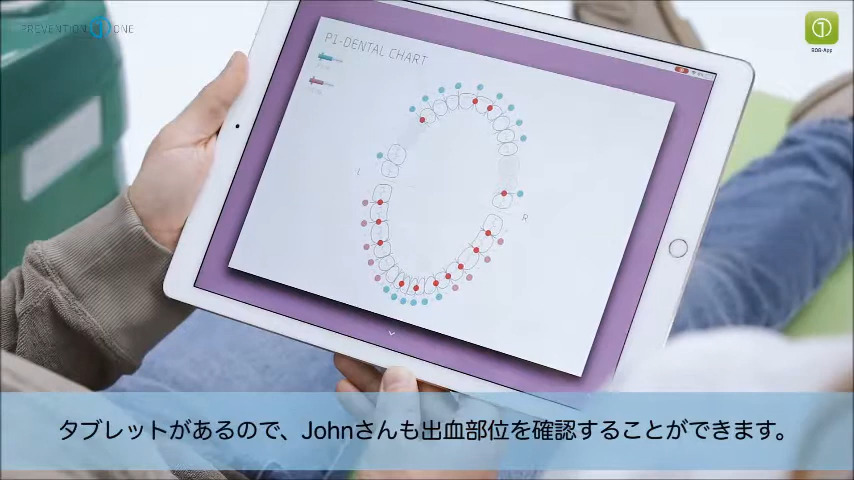 PREVENTION ONE
BOB-App
P1-DENTAL CHART
L
R
タブレットがあるので、Johnさんも出血部位を確認することができます。